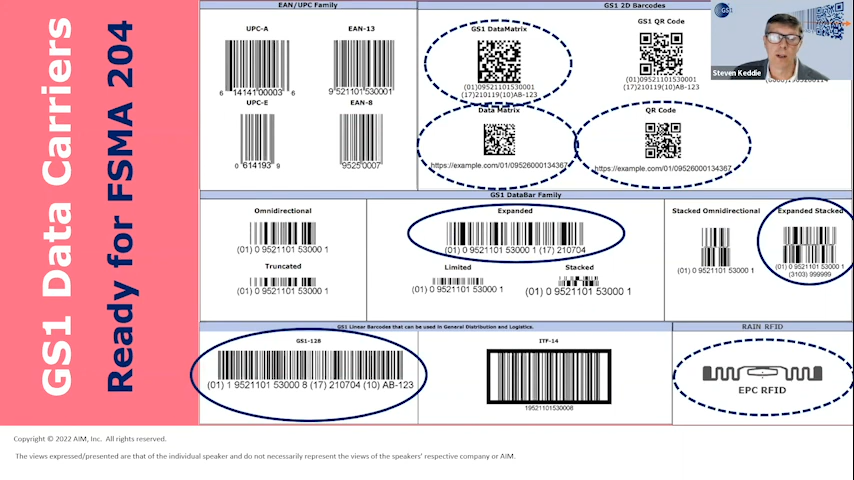 GS1 Data Carriers
Ready for FSMA 204
EAN/UPC Family
UPC-A
6 14141 00003 6
EAN-13
9 521101 530001
UPC-E
0 614193 9
EAN-8
9525 0007
GS1 2D Barcodes
GS1 DataMatrix
(01)09521101530001
(17)210119(10)AB-123
GS1 QR Code
(01)09521101530001
(17)210119(10)AB-123
Data Matrix
https://example.com/01/09526000134367
QR Code
https://example.com/01/09526000134367
GS1
Steven Keddie
GS1 DataBar Family
Omnidirectional
(01) 0 9521101 53000 1
Truncated
(01) 0 9521101 53000 1
Expanded
(01) 0 9521101 53000 1 (17) 210704
Limited
(01) 0 9521101 53000 1
Stacked
(01) 0 9521101 53000 1
Stacked Omnidirectional
(01) 0 9521101 53000 1
Expanded Stacked
(01) 0 9521101 53000 1
(3103) 999999
GS1 Linear Barcodes that can be used in General Distribution and Logistics.
GS1-128
(01) 1 9521101 53000 8 (17) 210704 (10) AB-123
ITF-14
19521101530008
RAIN RFID
EPC RFID
Copyright © 2022 AIM, Inc. All rights reserved.
The views expressed/presented are that of the individual speaker and do not necessarily represent the views of the speakers' respective company or AIM.